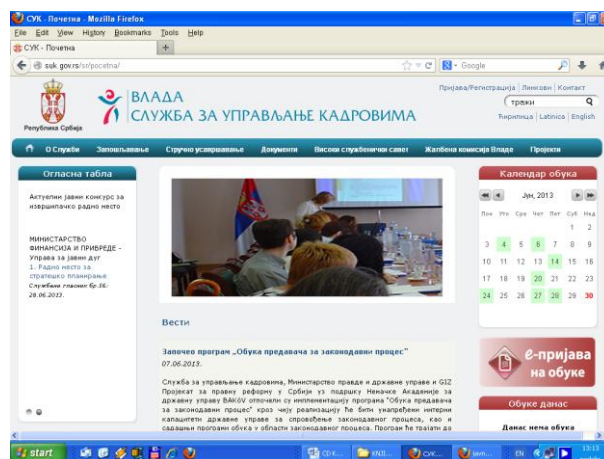 СУК - Почетна - Mozilla Firefox
File Edit View History Bookmarks Tools Help
СУК - Почетна
suk.gov.rs/sr/pocetna/
Google
Пријава/Регистрација | Линкови | Контакт
тражи
Ћирилица | Latinica | English
Република Србија
ВЛАДА
СЛУЖБА ЗА УПРАВЉАЊЕ КАДРОВИМА
О Служби Запошљавање Стручно усавршавање Документи Високи службенички савет Жалбена комисија Владе Пројекти
Огласна табла
Актуелни јавни конкурс за извршилачко радно место
МИНИСТАРСТВО
ФИНАНСИЈА И ПРИВРЕДЕ -
Управа за јавни дуг
1. Радно место за
стратешко планирање
Службени гласник бр.56:
28.06.2013.
Вести
Започео програм „Обука предавача за законодавни процес"
07.06.2013.
Служба за управљање кадровима, Министарство правде и државне управе и GIZ
Пројекат за правну реформу у Србији уз подршку Немачке Академије за
државну управу BAKöV отпочели су имплементацију програма "Обука предавача
за законодавни процес" кроз чију реализацију ће бити унапређени интерни
капацитети државне управе за спровођење законодавног процеса, као и
садашњи програми обука у области законодавног процеса. Програм ће трајати до
Календар обука
Јун, 2013
Пон Уто Сре Чет Пет Суб Нед
1 2
3 4 5 6 7 8 9
10 11 12 13 14 15 16
17 18 19 20 21 22 23
24 25 26 27 28 29 30
е-пријава
на обуке
Обуке данас
Данас нема обука
start
CD K...
KNJI...
СУК...
EN
13:13